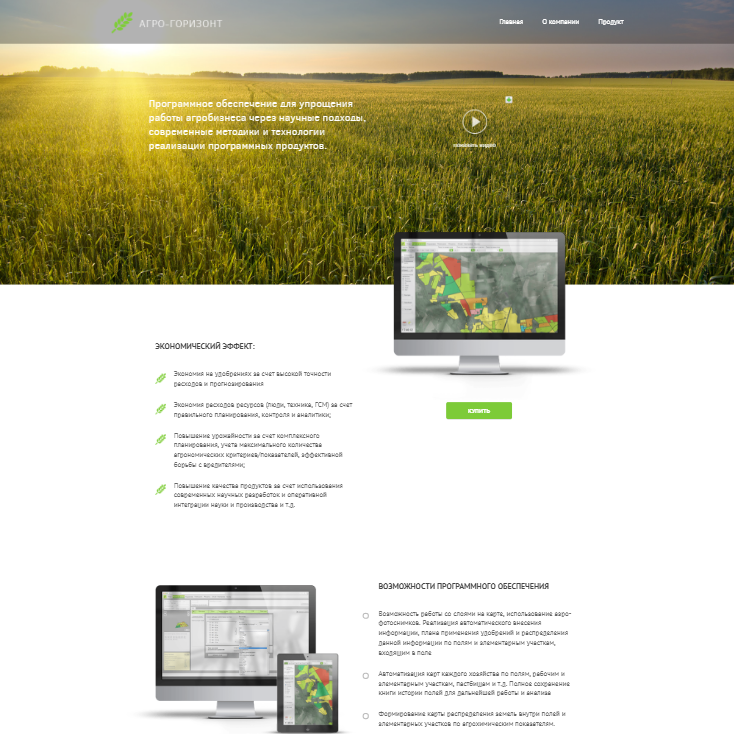 АГРО-ГОРИЗОНТ
Главная О компании Продукт
Программное обеспечение для упрощения
работы агробизнеса через научные подходы,
современные методики и технологии
реализации программных продуктов.
ЭКОНОМИЧЕСКИЙ ЭФФЕКТ:
Экономия на удобрениях за счет высокой точности
расходов и прогнозирования
Экономия расходов ресурсов (люди, техника, ГСМ) за счет
правильного планирования, контроля и аналитики;
Повышение урожайности за счет комплексного
планирования, учета максимального количества
агрономических критериев/показателей, эффективной
борьбы с вредителями;
Повышение качества продуктов за счет использования
современных научных разработок и оперативной
интеграции науки и производства и т.д.
КУПИТЬ
ВОЗМОЖНОСТИ ПРОГРАММНОГО ОБЕСПЕЧЕНИЯ
Возможность работы со слоями на карте, использование аэро-
фотоснимков. Реализация автоматического внесения
информации, плана применения удобрений и распределения
данной информации по полям и элементарным участкам,
входящим в поле
Автоматизация карт каждого хозяйства по полям, рабочим и
элементарным участкам, пастбищам и т.д. Полное сохранение
книги истории полей для дальнейшей работы и анализа
Формирование карты распределения земель внутри полей и
элементарных участков по агрохимическим показателям.